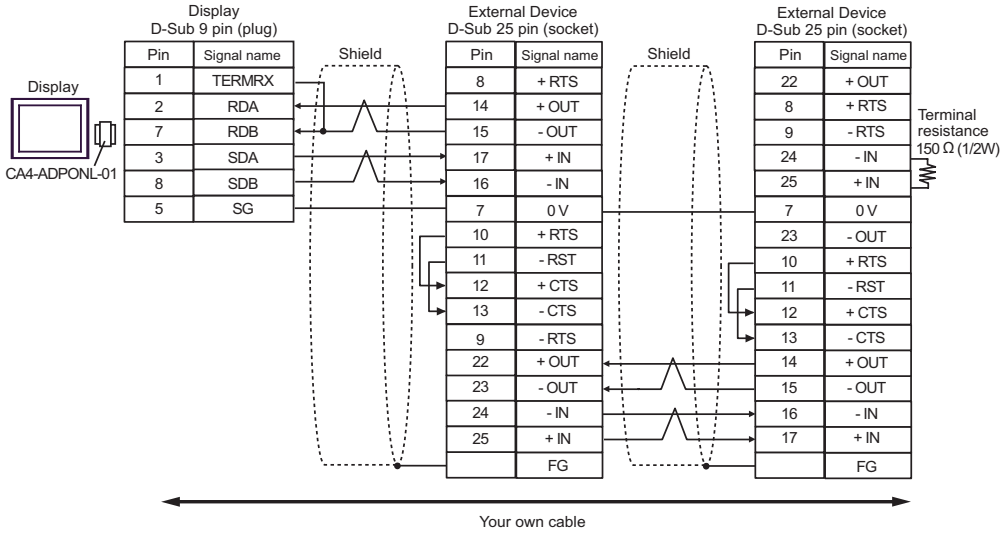 Display
D-Sub 9 pin (plug)
External Device
D-Sub 25 pin (socket)
External Device
D-Sub 25 pin (socket)
Display
CA4-ADPONL-01
Pin Signal name
1 TERMRX
2 RDA
7 RDB
3 SDA
8 SDB
5 SG
Shield
Pin Signal name
8 + RTS
14 + OUT
15 - OUT
17 + IN
16 - IN
7 0 V
10 + RTS
11 - RST
12 + CTS
13 - CTS
9 - RTS
22 + OUT
23 - OUT
24 - IN
25 + IN
FG
Shield
Pin Signal name
22 + OUT
8 + RTS
9 - RTS
24 - IN
25 + IN
7 0 V
23 - OUT
10 + RTS
11 - RST
12 + CTS
13 - CTS
14 + OUT
15 - OUT
16 - IN
17 + IN
FG
Terminal
resistance
150 Ω (1/2W)
Your own cable